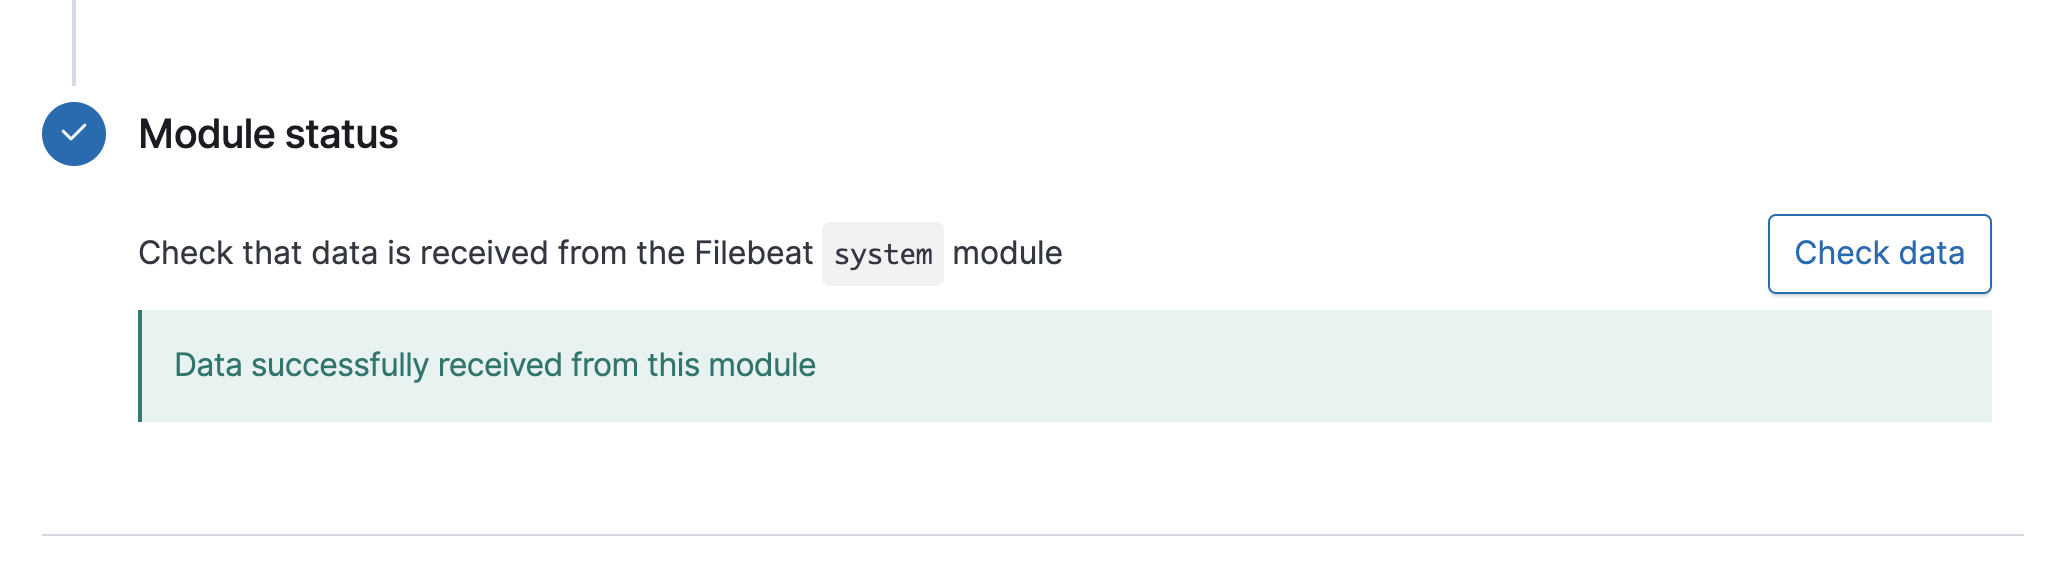 Module status
Check that data is received from the Filebeat system module
Check data
Data successfully received from this module